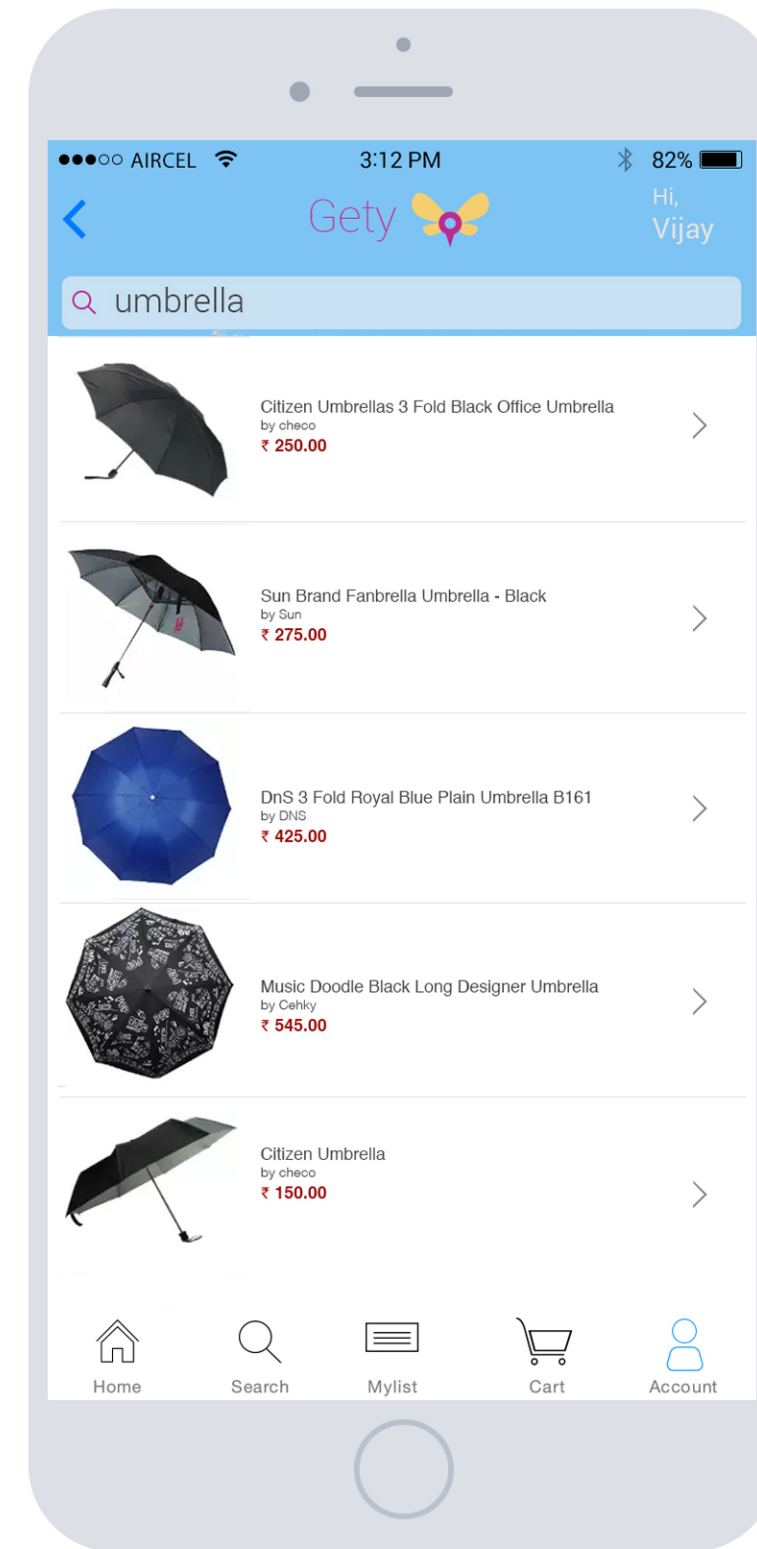 AIRCEL 3:12 PM 82%
Hi,
Gety Vijay
umbrella
Citizen Umbrellas 3 Fold Black Office Umbrella
by checo
₹ 250.00
Sun Brand Fanbrella Umbrella - Black
by Sun
₹ 275.00
DnS 3 Fold Royal Blue Plain Umbrella B161
by DNS
₹ 425.00
Music Doodle Black Long Designer Umbrella
by Cehky
₹ 545.00
Citizen Umbrella
by checo
₹ 150.00
Home Search Mylist Cart Account